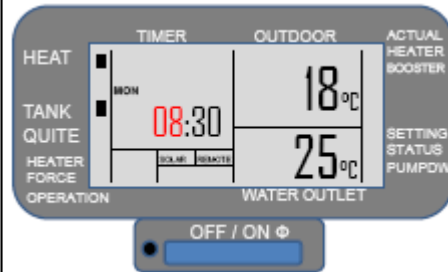 TIMER OUTDOOR
HEAT
TANK
QUITE
HEATER
FORCE
OPERATION
MON
08:30
SOLAR REMOTE
18°C
25°C
WATER OUTLET
ACTUAL
HEATER
BOOSTER
SETTING
STATUS
PUMPDW
OFF / ON Φ